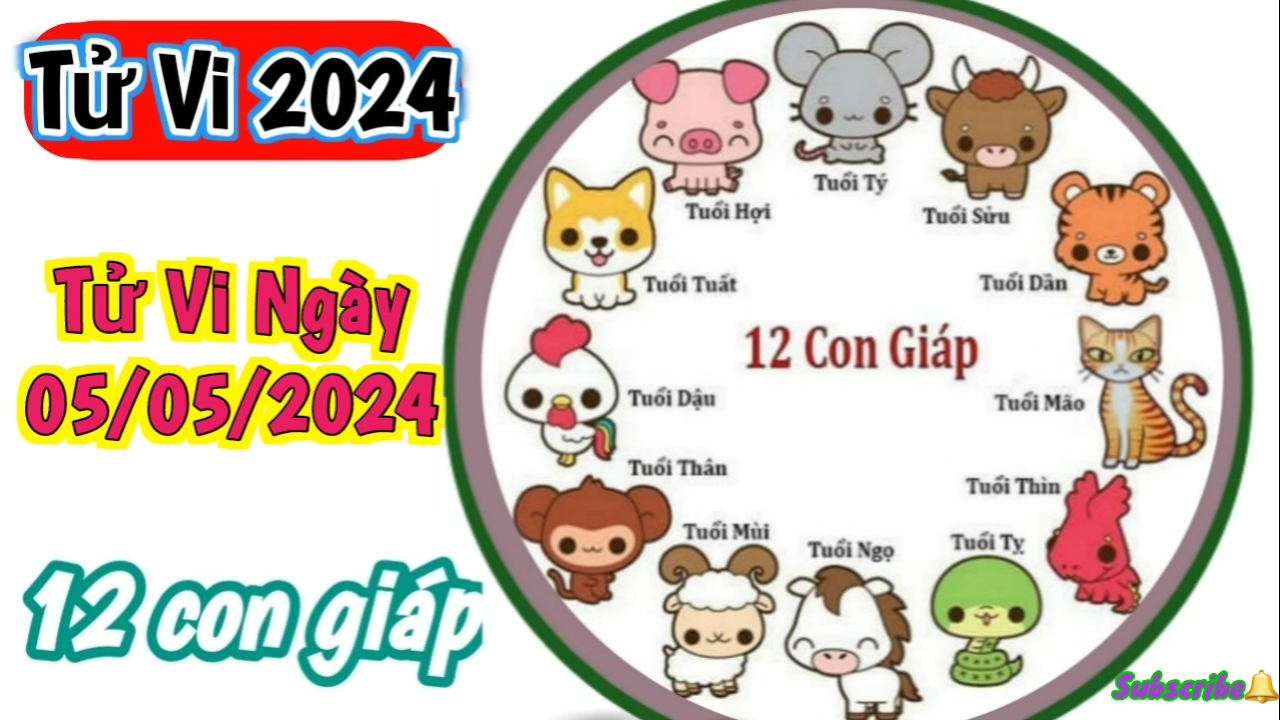 Tử Vi 2024
Tử Vi Ngày
05/05/2024
12 con giáp
Tuổi Tý
Tuổi Hợi
Tuổi Sửu
Tuổi Tuất
Tuổi Dần
12 Con Giáp
Tuổi Dậu
Tuổi Mão
Tuổi Thân
Tuổi Thìn
Tuổi Mùi
Tuổi Ngọ
Tuổi Tỵ
Subscribe